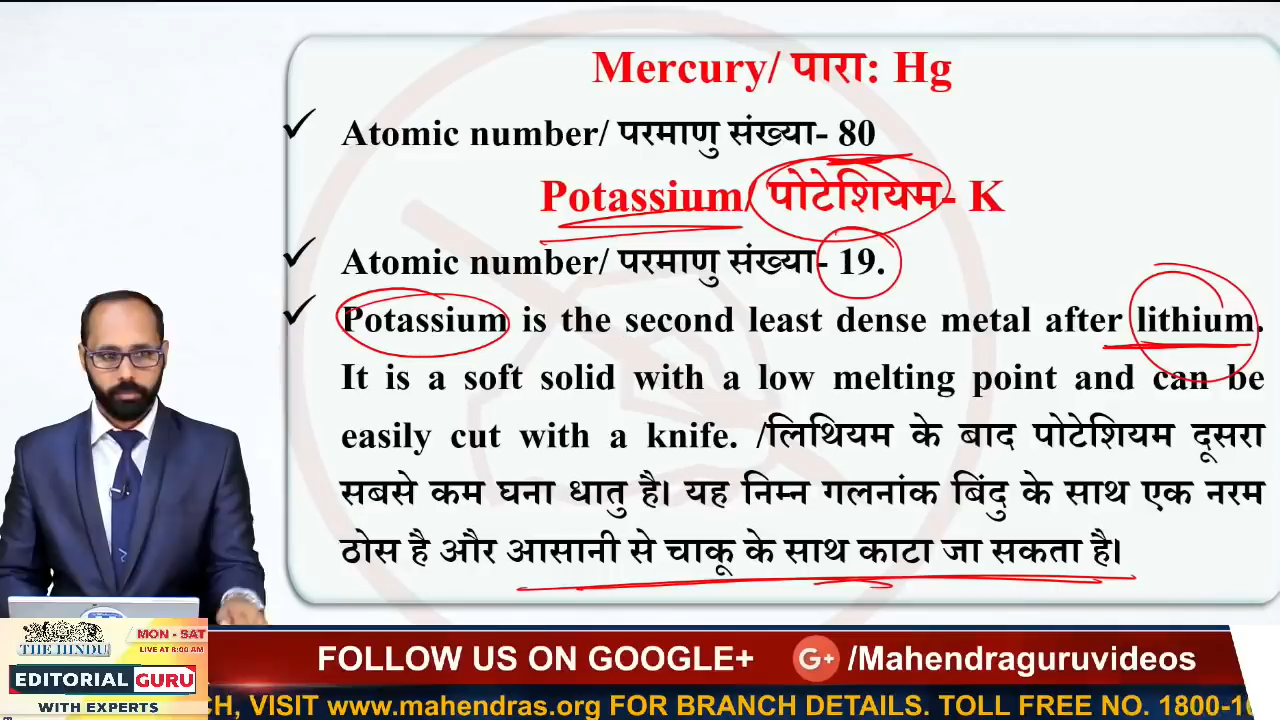 Mercury/ पारा: Hg
✓ Atomic number/ परमाणु संख्या- 80
Potassium/ पोटेशियम- K
✓ Atomic number/ परमाणु संख्या- 19.
✓ Potassium is the second least dense metal after lithium.
It is a soft solid with a low melting point and can be
easily cut with a knife. /लिथियम के बाद पोटेशियम दूसरा
सबसे कम घना धातु है। यह निम्न गलनांक बिंदु के साथ एक नरम
ठोस है और आसानी से चाकू के साथ काटा जा सकता है।
THE HINDU
MON - SAT
LIVE AT 8:00 AM
EDITORIAL GURU
WITH EXPERTS
FOLLOW US ON GOOGLE+ G+ /Mahendraguruvideos
CH, VISIT www.mahendras.org FOR BRANCH DETAILS. TOLL FREE NO. 1800-1